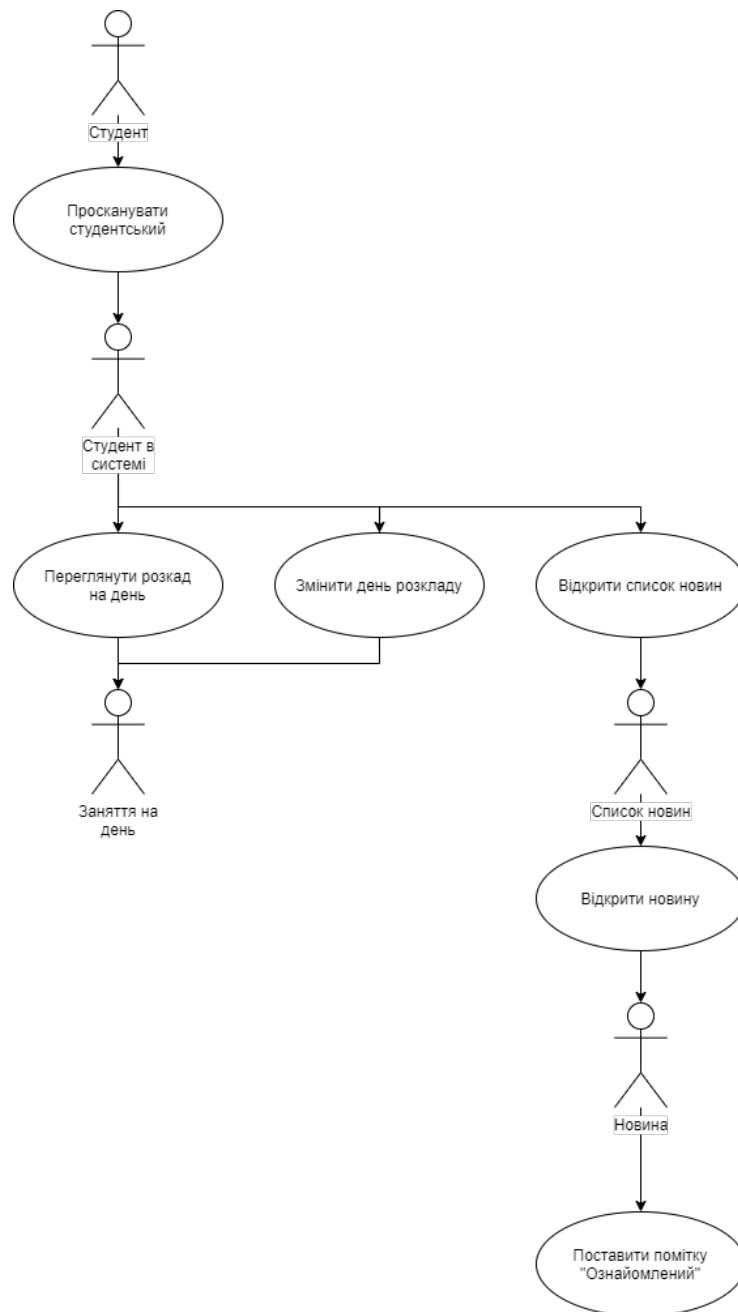 Студент
Просканувати
студентський
Студент в
системі
Переглянути розкад
на день
Змінити день розкладу
Відкрити список новин
Заняття на
день
Список новин
Відкрити новину
Новина
Поставити помітку
"Ознайомлений"